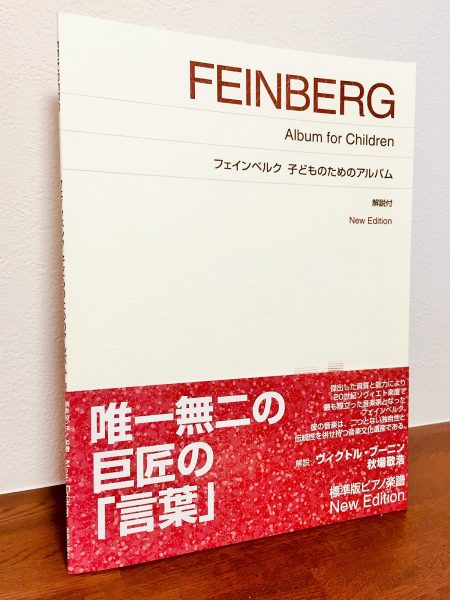 FEINBERG
Album for Children
フェインベルク 子どものためのアルバム
解説付
New Edition
唯一無二の
巨匠の
「言葉」
傑出した資質と能力により
20世紀ソヴィエト楽壇で
最も際立った音楽家となった
フェインベルク。
彼の音楽は、二つとない独自性と
伝統性を併せ持つ音楽文化遺産である。
解説：ヴィクトル・ブーニン
秋場敬浩
標準版ピアノ楽譜
New Edition